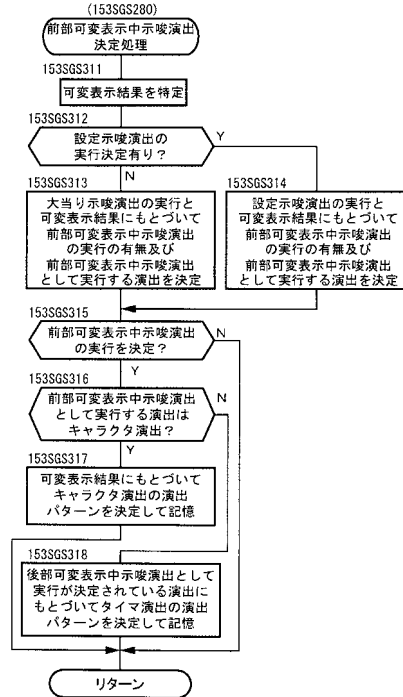 (153SGS280)
前部可変表示中示唆演出
決定処理
153SGS311
可変表示結果を特定
153SGS312
設定示唆演出の
実行決定有り？
Y
N
153SGS313
大当り示唆演出の実行と
可変表示結果にもとづいて
前部可変表示中示唆演出
の実行の有無及び
前部可変表示中示唆演出
として実行する演出を決定
153SGS314
設定示唆演出の実行と
可変表示結果にもとづいて
前部可変表示中示唆演出
の実行の有無及び
前部可変表示中示唆演出
として実行する演出を決定
153SGS315
前部可変表示中示唆演出
の実行を決定？
N
Y
153SGS316
前部可変表示中示唆演出
として実行する演出は
キャラクタ演出？
N
Y
153SGS317
可変表示結果にもとづいて
キャラクタ演出の演出
パターンを決定して記憶
153SGS318
後部可変表示中示唆演出として
実行が決定されている演出に
もとづいてタイマ演出の演出
パターンを決定して記憶
リターン